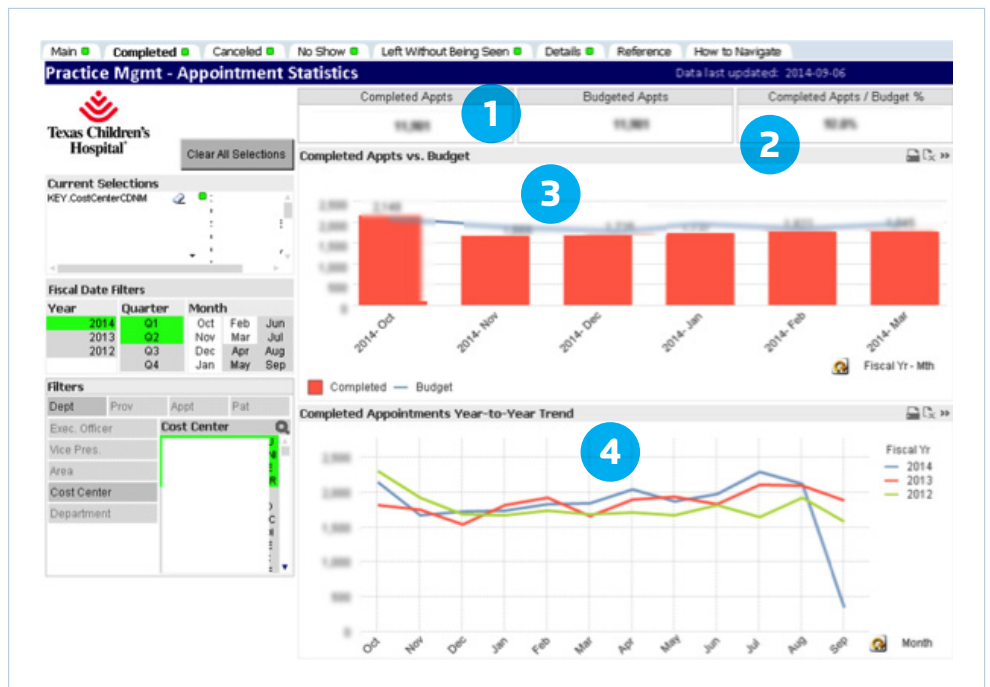 Main Completed Canceled No Show Left Without Being Seen Details Reference How to Navigate
Practice Mgmt - Appointment Statistics Data last updated: 2014-09-06
Texas Children's
Hospital
Clear All Selections
Current Selections
KEY.CostCenterCDNM
Fiscal Date Filters
Year Quarter Month
2014 Q1 Oct Feb Jun
2013 Q2 Nov Mar Jul
2012 Q3 Dec Apr Aug
Q4 Jan May Sep
Filters
Dept Prov Appt Pat
Exec. Officer
Vice Pres.
Area
Cost Center
Department
Cost Center
Completed Appts Budgeted Appts Completed Appts / Budget %
1
2
Completed Appts vs. Budget
3
2,500
2,000
1,500
1,000
500
0
2014-Oct 2014-Nov 2014-Dec 2014-Jan 2014-Feb 2014-Mar
Fiscal Yr - Mth
Completed Budget
Completed Appointments Year-to-Year Trend
4
2,500
2,000
1,500
1,000
500
0
Fiscal Yr
2014
2013
2012
Oct Nov Dec Jan Feb Mar Apr May Jun Jul Aug Sep
Month